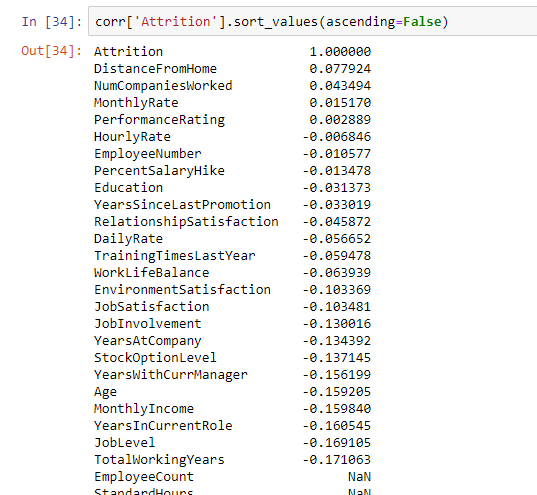 In [34]: corr['Attrition'].sort_values(ascending=False)
Out[34]: Attrition 1.000000
DistanceFromHome 0.077924
NumCompaniesWorked 0.043494
MonthlyRate 0.015170
PerformanceRating 0.002889
HourlyRate -0.006846
EmployeeNumber -0.010577
PercentSalaryHike -0.013478
Education -0.031373
YearsSinceLastPromotion -0.033019
RelationshipSatisfaction -0.045872
DailyRate -0.056652
TrainingTimesLastYear -0.059478
WorkLifeBalance -0.063939
EnvironmentSatisfaction -0.103369
JobSatisfaction -0.103481
JobInvolvement -0.130016
YearsAtCompany -0.134392
StockOptionLevel -0.137145
YearsWithCurrManager -0.156199
Age -0.159205
MonthlyIncome -0.159840
YearsInCurrentRole -0.160545
JobLevel -0.169105
TotalWorkingYears -0.171063
EmployeeCount NaN
StandardHours NaN